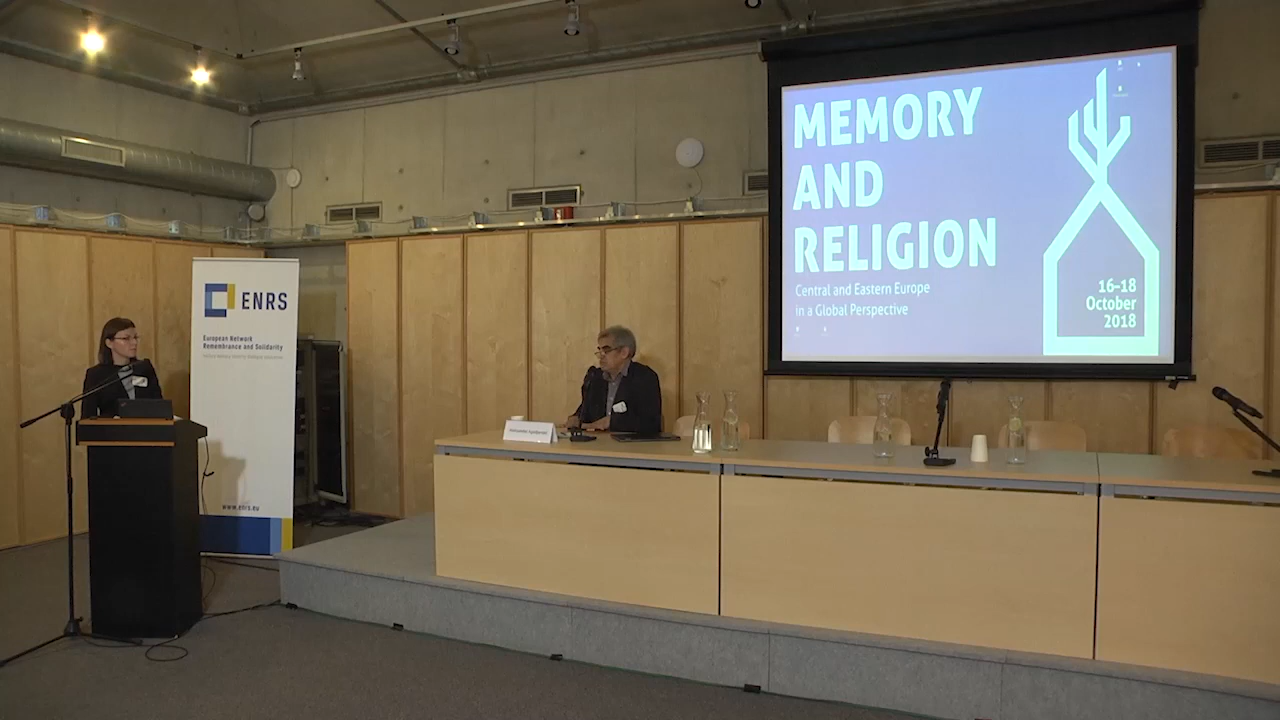 MEMORY
AND
RELIGION
Central and Eastern Europe
in a Global Perspective
16-18
October
2018
ENRS
European Network
Remembrance and Solidarity
www.enrs.eu